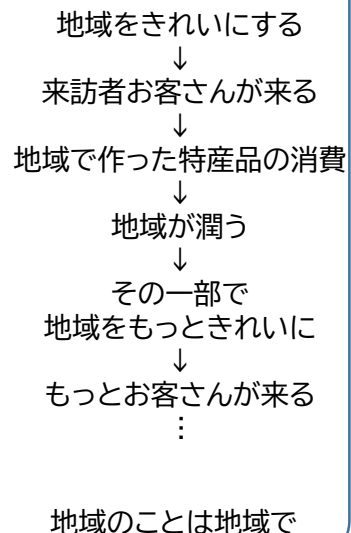 地域をきれいにする
↓
来訪者お客さんが来る
↓
地域で作った特産品の消費
↓
地域が潤う
↓
その一部で
地域をもっときれいに
↓
もっとお客さんが来る
⋮
地域のことは地域で